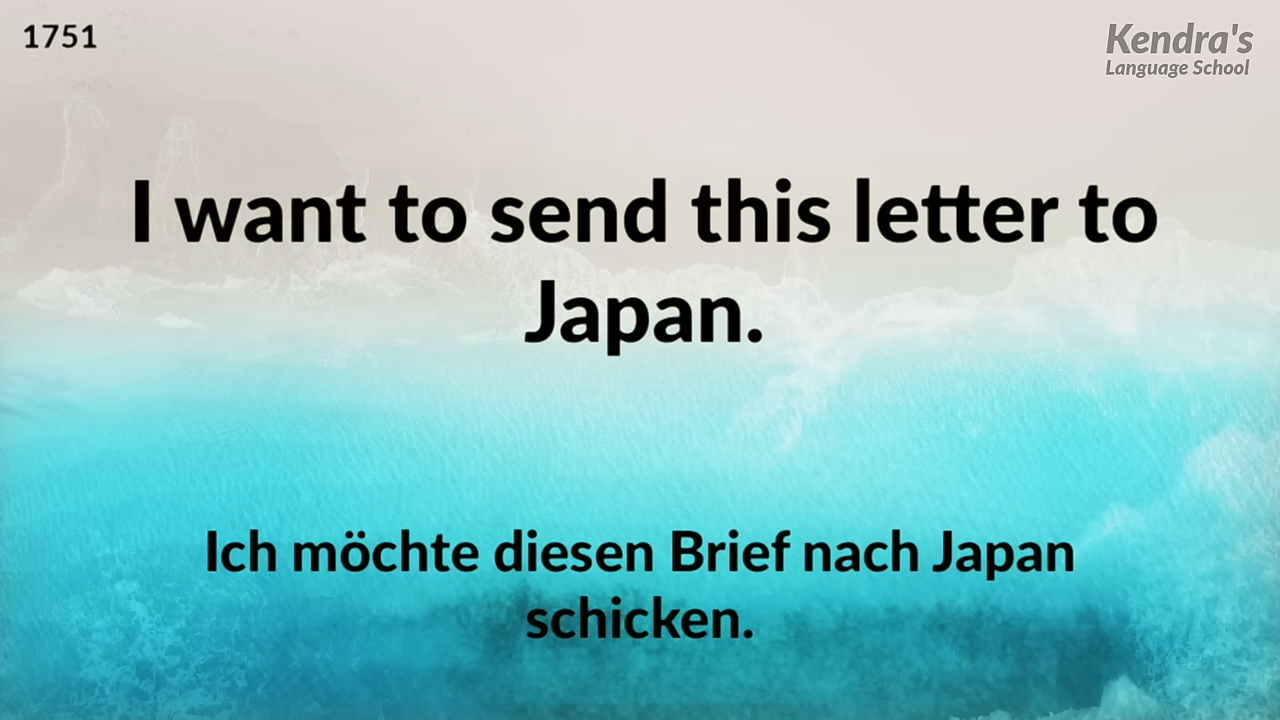 1751
Kendra's
Language School
I want to send this letter to
Japan.
Ich möchte diesen Brief nach Japan
schicken.